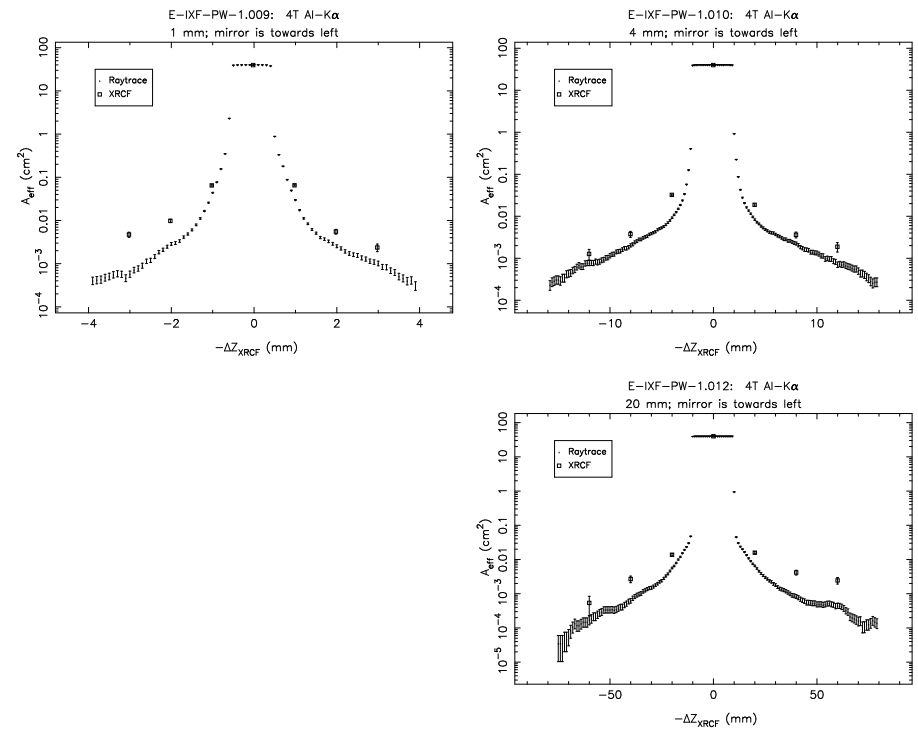 E-IXF-PW-1.009: 4T Al-Kα
1 mm; mirror is towards left
100
10
1
0.1
0.01
10⁻³
10⁻⁴
A_eff (cm²)
Raytrace
XRCF
−4 −2 0 2 4
−ΔZ_XRCF (mm)
E-IXF-PW-1.010: 4T Al-Kα
4 mm; mirror is towards left
100
10
1
0.1
0.01
10⁻³
10⁻⁴
A_eff (cm²)
Raytrace
XRCF
−10 0 10
−ΔZ_XRCF (mm)
E-IXF-PW-1.012: 4T Al-Kα
20 mm; mirror is towards left
100
10
1
0.1
0.01
10⁻³
10⁻⁴
10⁻⁵
A_eff (cm²)
Raytrace
XRCF
−50 0 50
−ΔZ_XRCF (mm)